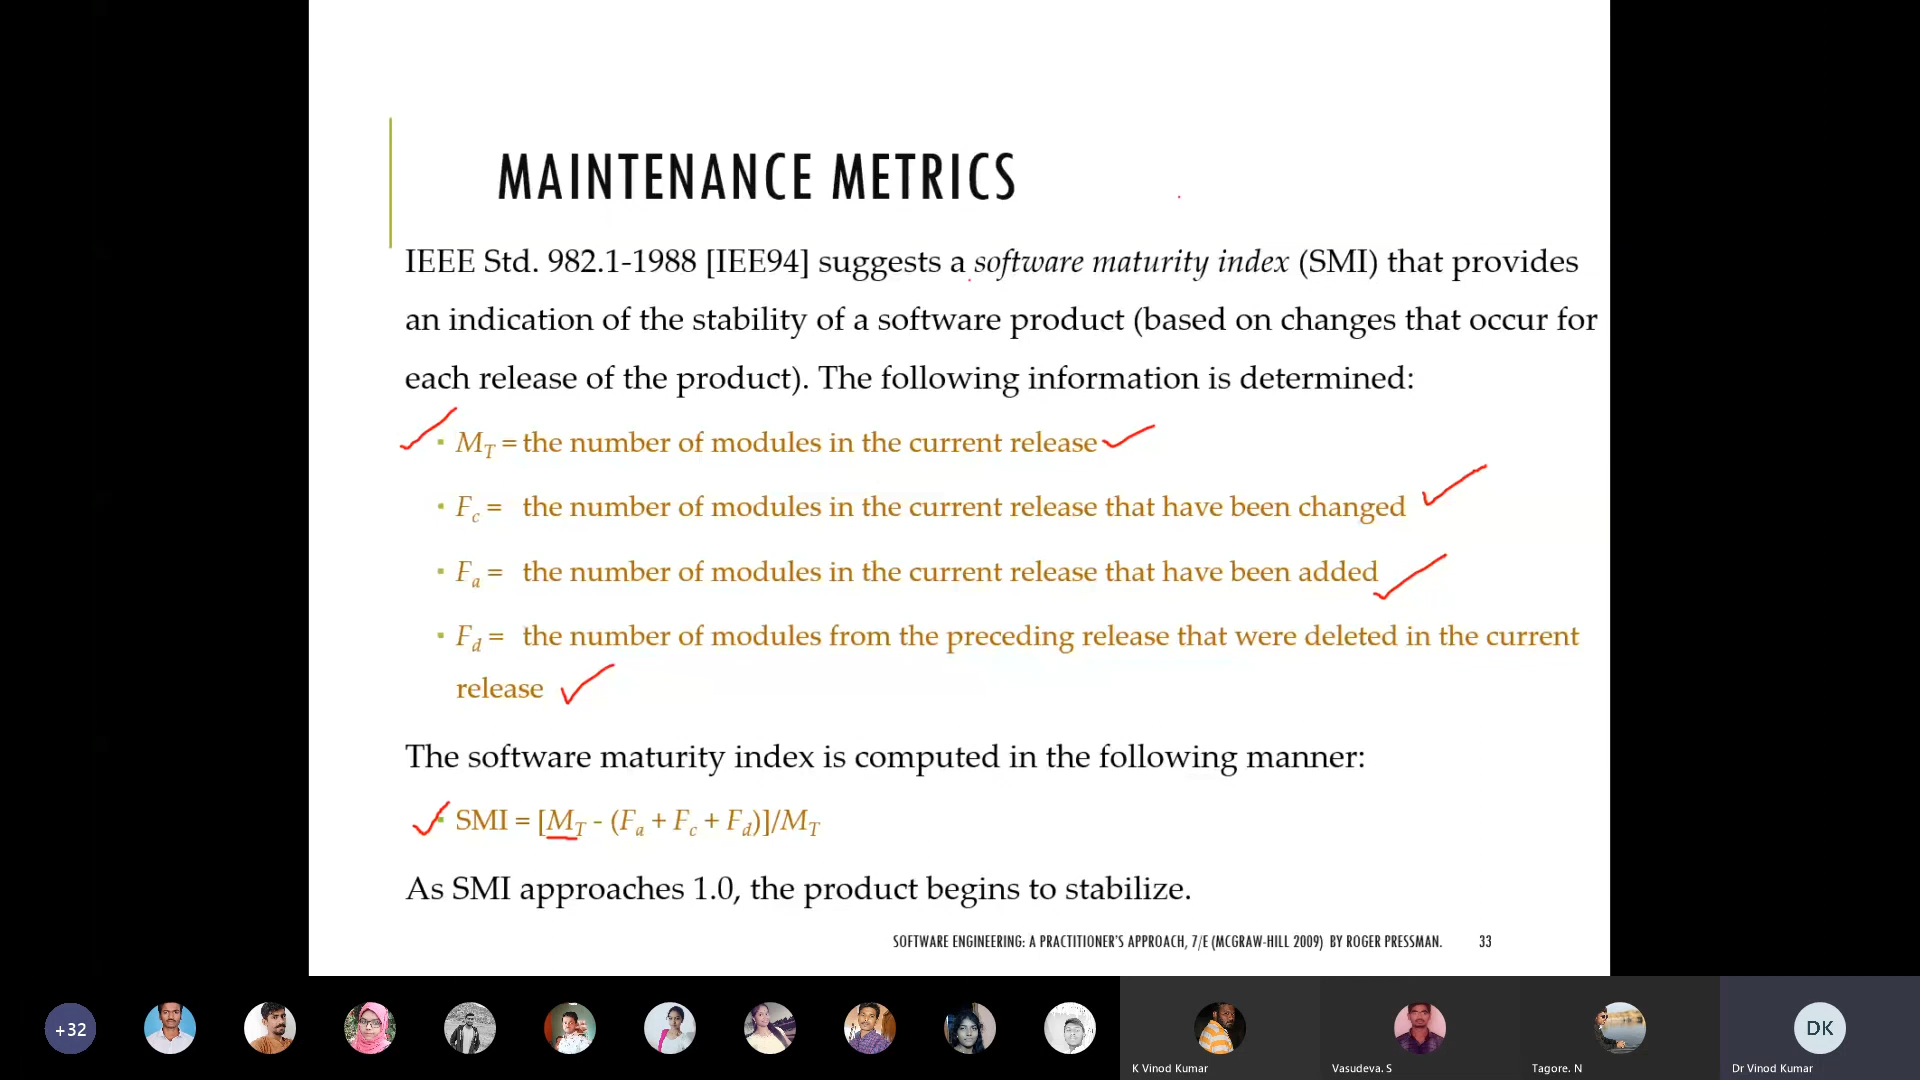 MAINTENANCE METRICS
IEEE Std. 982.1-1988 [IEE94] suggests a software maturity index (SMI) that provides
an indication of the stability of a software product (based on changes that occur for
each release of the product). The following information is determined:
▪ M_T = the number of modules in the current release
▪ F_c = the number of modules in the current release that have been changed
▪ F_a = the number of modules in the current release that have been added
▪ F_d = the number of modules from the preceding release that were deleted in the current
release
The software maturity index is computed in the following manner:
▪ SMI = [M_T - (F_a + F_c + F_d)]/M_T
As SMI approaches 1.0, the product begins to stabilize.
SOFTWARE ENGINEERING: A PRACTITIONER'S APPROACH, 7/E (MCGRAW-HILL 2009) BY ROGER PRESSMAN. 33
+32
DK
K Vinod Kumar
Vasudeva. S
Tagore. N
Dr Vinod Kumar